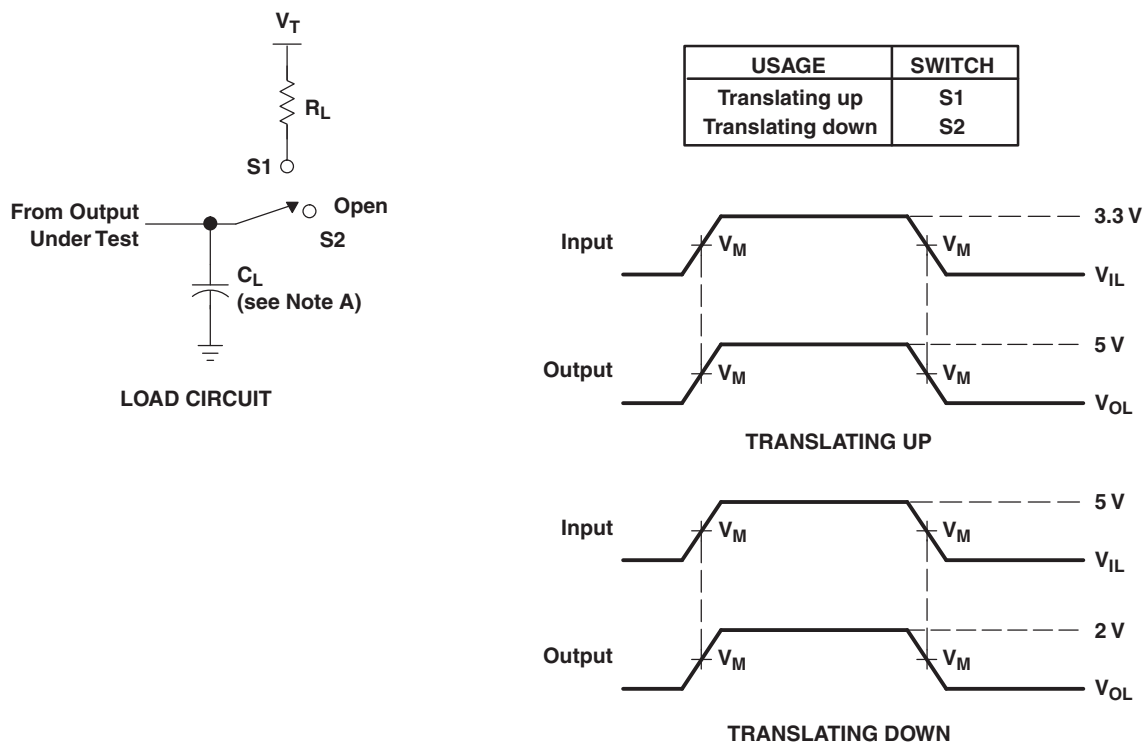 V_T
R_L
S1
From Output
Under Test
Open
S2
C_L
(see Note A)
LOAD CIRCUIT
USAGE SWITCH
Translating up S1
Translating down S2
Input V_M V_M 3.3 V
V_IL
Output V_M V_M 5 V
V_OL
TRANSLATING UP
Input V_M V_M 5 V
V_IL
Output V_M V_M 2 V
V_OL
TRANSLATING DOWN